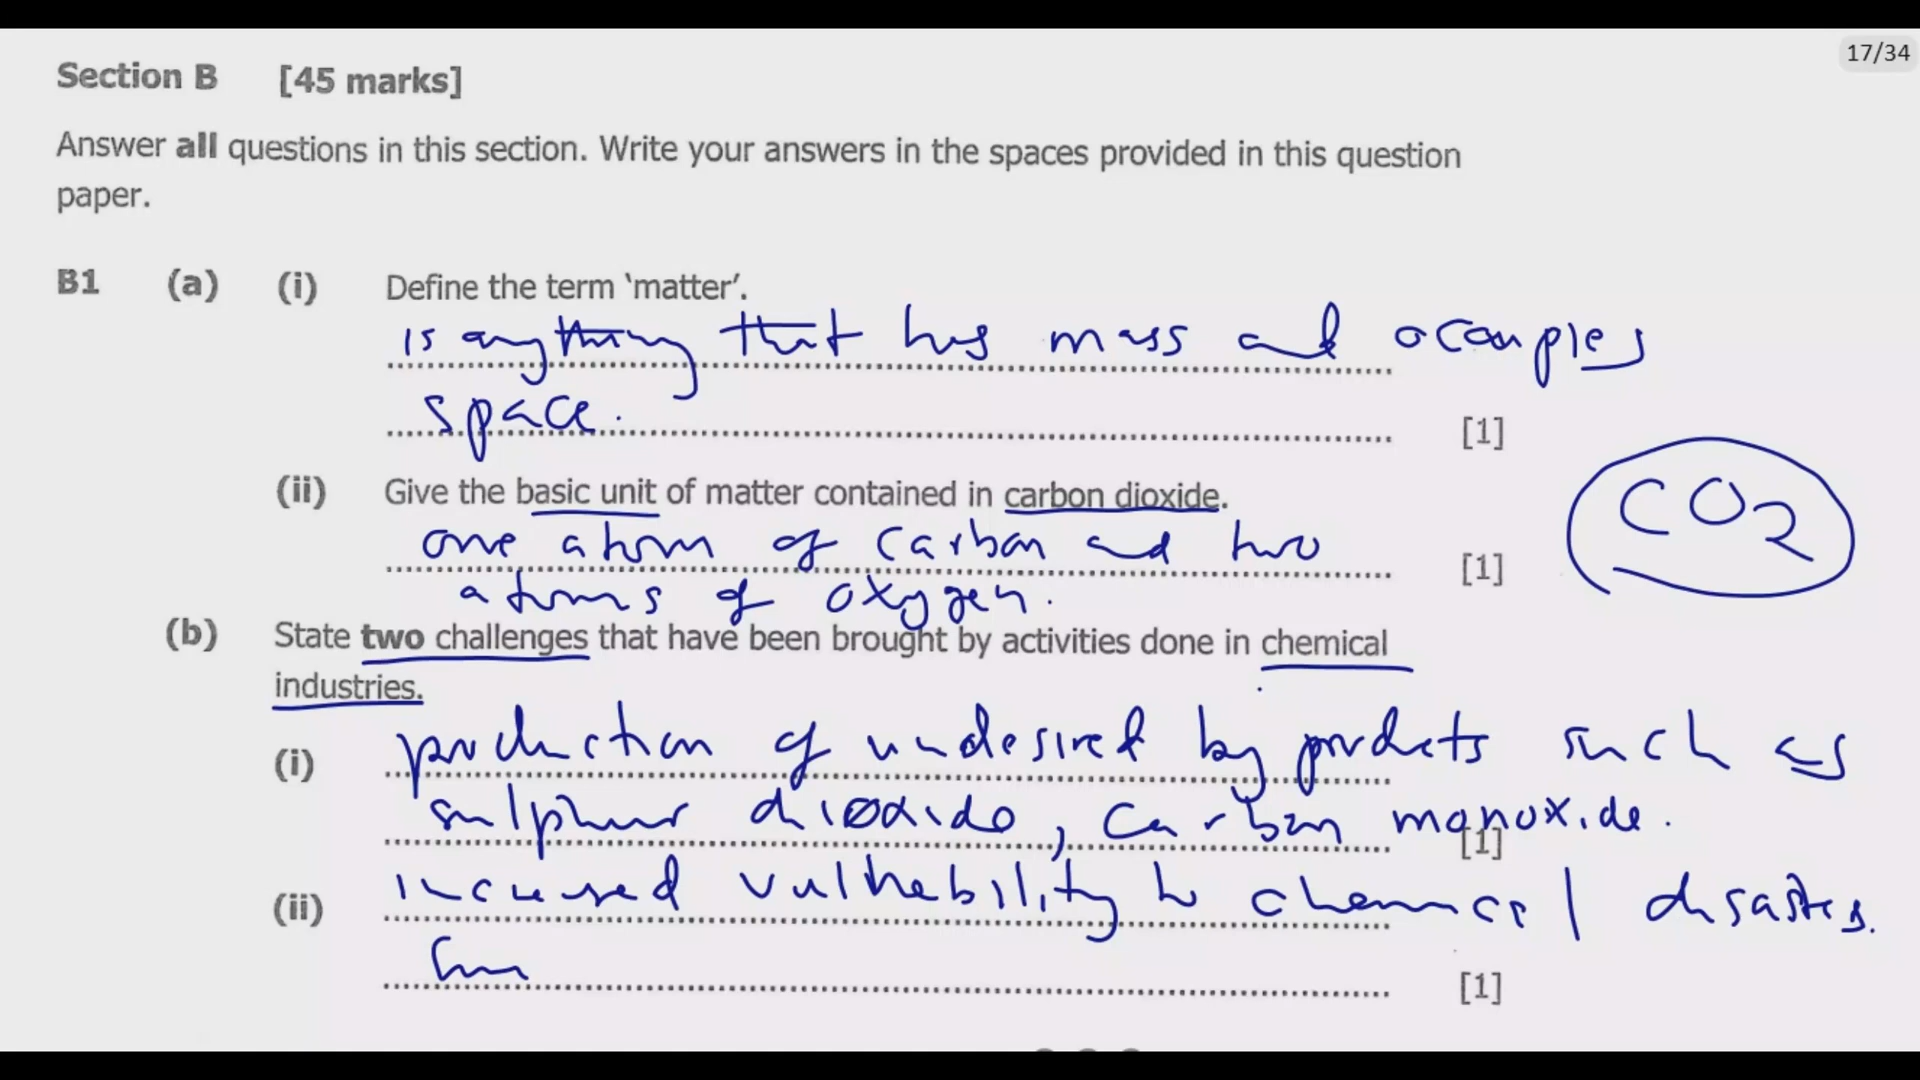 17/34
Section B [45 marks]
Answer all questions in this section. Write your answers in the spaces provided in this question
paper.
B1 (a) (i) Define the term ‘matter’.
is anything that has mass and occupies
space.
[1]
(ii) Give the basic unit of matter contained in carbon dioxide.
CO2
one atom of carbon and two
[1]
atoms of oxygen.
(b) State two challenges that have been brought by activities done in chemical
industries.
(i) production of undesired by products such as
sulphur dioxide, carbon monoxide.
[1]
(ii) increased vulnebility to chemical disasters.
[1]